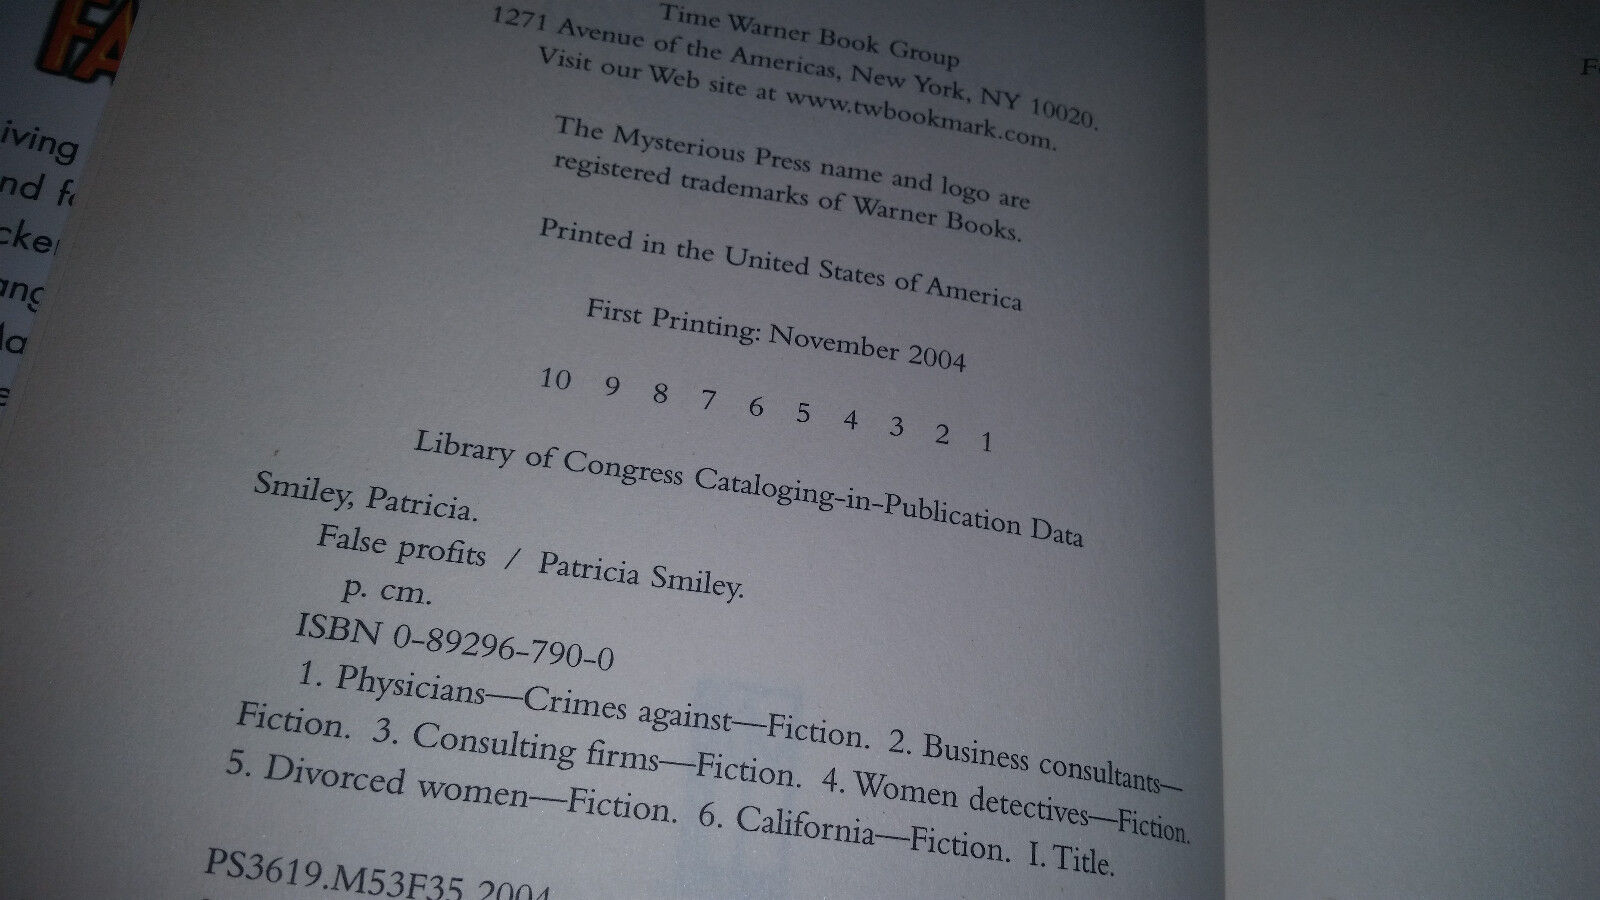 FA
iving
Time Warner Book Group
1271 Avenue of the Americas, New York, NY 10020.
Visit our Web site at www.twbookmark.com.
The Mysterious Press name and logo are
registered trademarks of Warner Books.
Printed in the United States of America
First Printing: November 2004
10 9 8 7 6 5 4 3 2 1
Library of Congress Cataloging-in-Publication Data
Smiley, Patricia.
False profits / Patricia Smiley.
p. cm.
ISBN 0-89296-790-0
1. Physicians—Crimes against—Fiction. 2. Business consultants—
Fiction. 3. Consulting firms—Fiction. 4. Women detectives—Fiction.
5. Divorced women—Fiction. 6. California—Fiction. I. Title.
PS3619.M53F35 2004